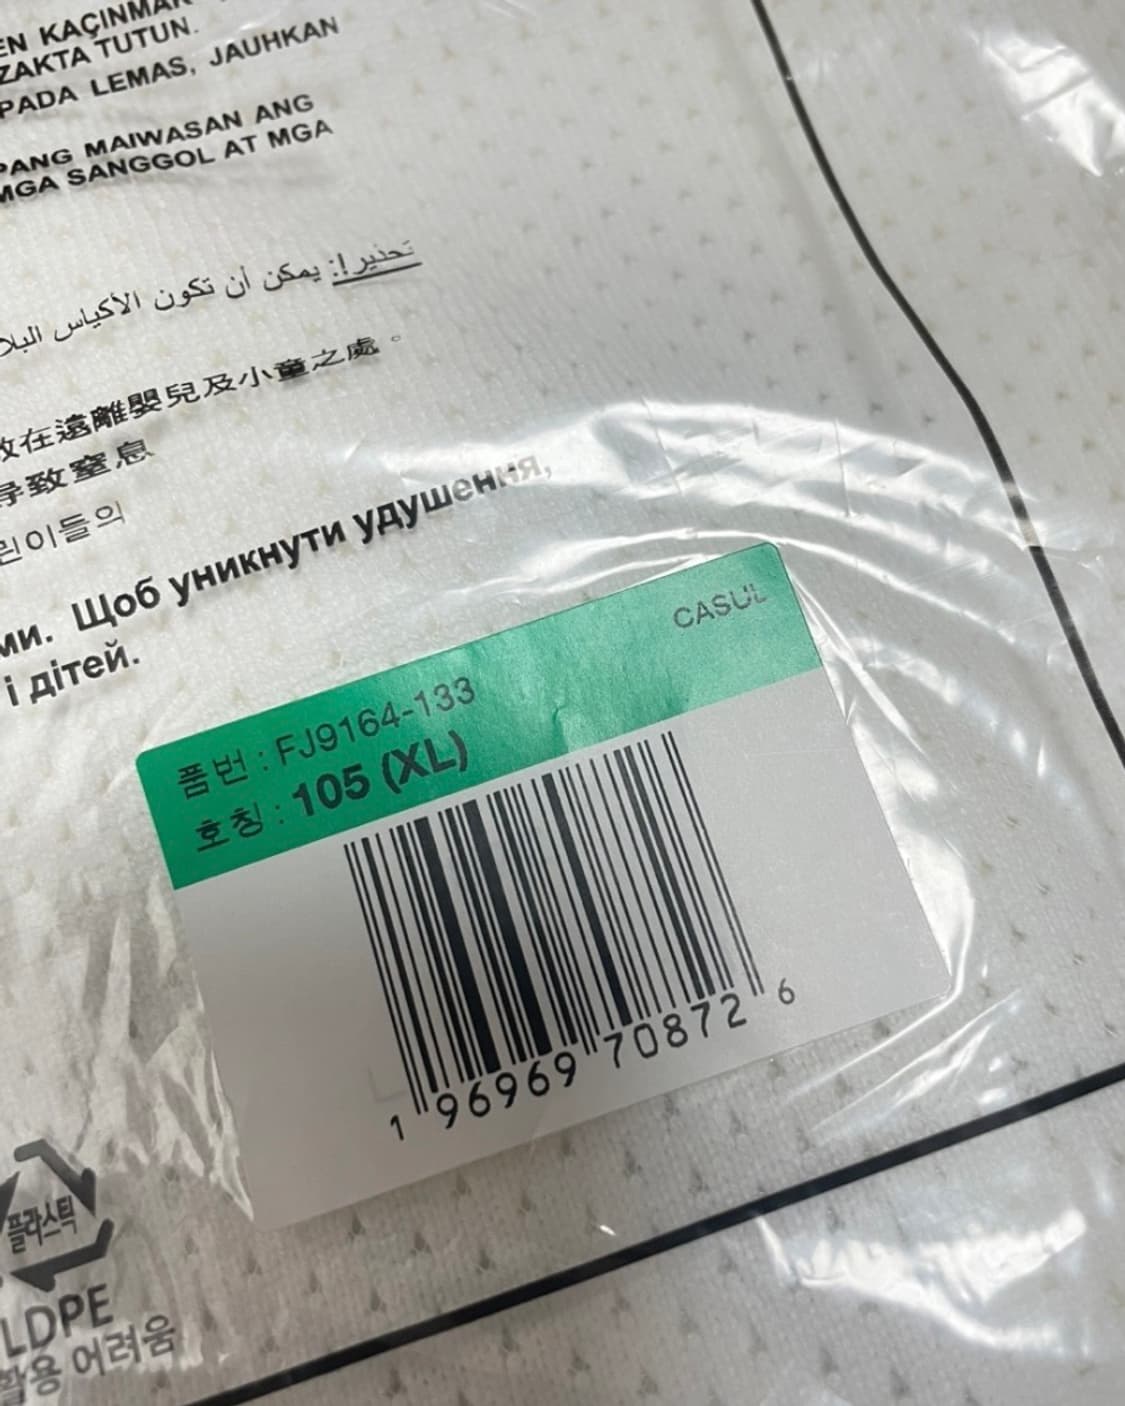 EN KAÇINMAK
ZAKTA TUTUN.
PADA LEMAS, JAUHKAN
PANG MAIWASAN ANG
MGA SANGGOL AT MGA
تحذير!: يمكن أن تكون الأكياس البلا
放在遠離嬰兒及小童之處。
导致窒息
린이들의
ми. Щоб уникнути удушення,
і дітей.
CASUL
품번 : FJ9164-133
호칭 : 105 (XL)
1 96969 70872 6
플라스틱
LDPE
활용 어려움